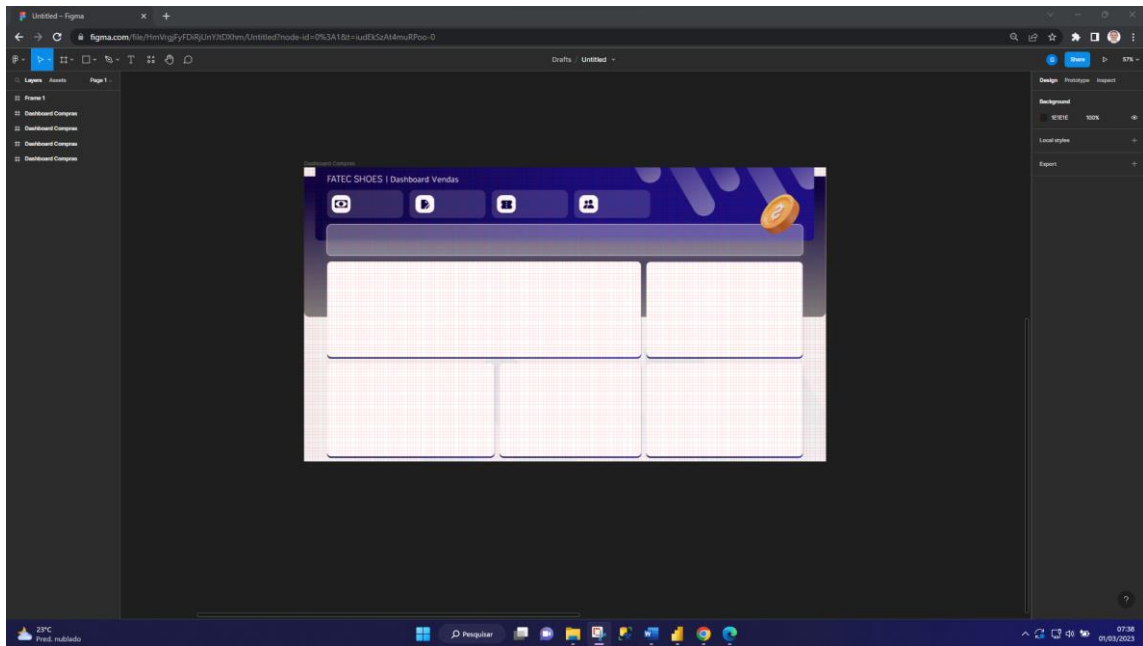 Untitled – Figma
figma.com/file/HmVrgjFyFDiRjUnYJtDXhm/Untitled?node-id=0%3A1&t=iudEkSzAt4muRPoo-0
Drafts / Untitled
Share
57%
Layers Assets Page 1
Design Prototype Inspect
Frame 1
Dashboard Compras
Dashboard Compras
Dashboard Compras
Dashboard Compras
Background
1E1E1E 100%
Local styles
Export
Dashboard Compras
FATEC SHOES | Dashboard Vendas
?
23°C
Pred. nublado
Pesquisar
07:38
01/03/2023